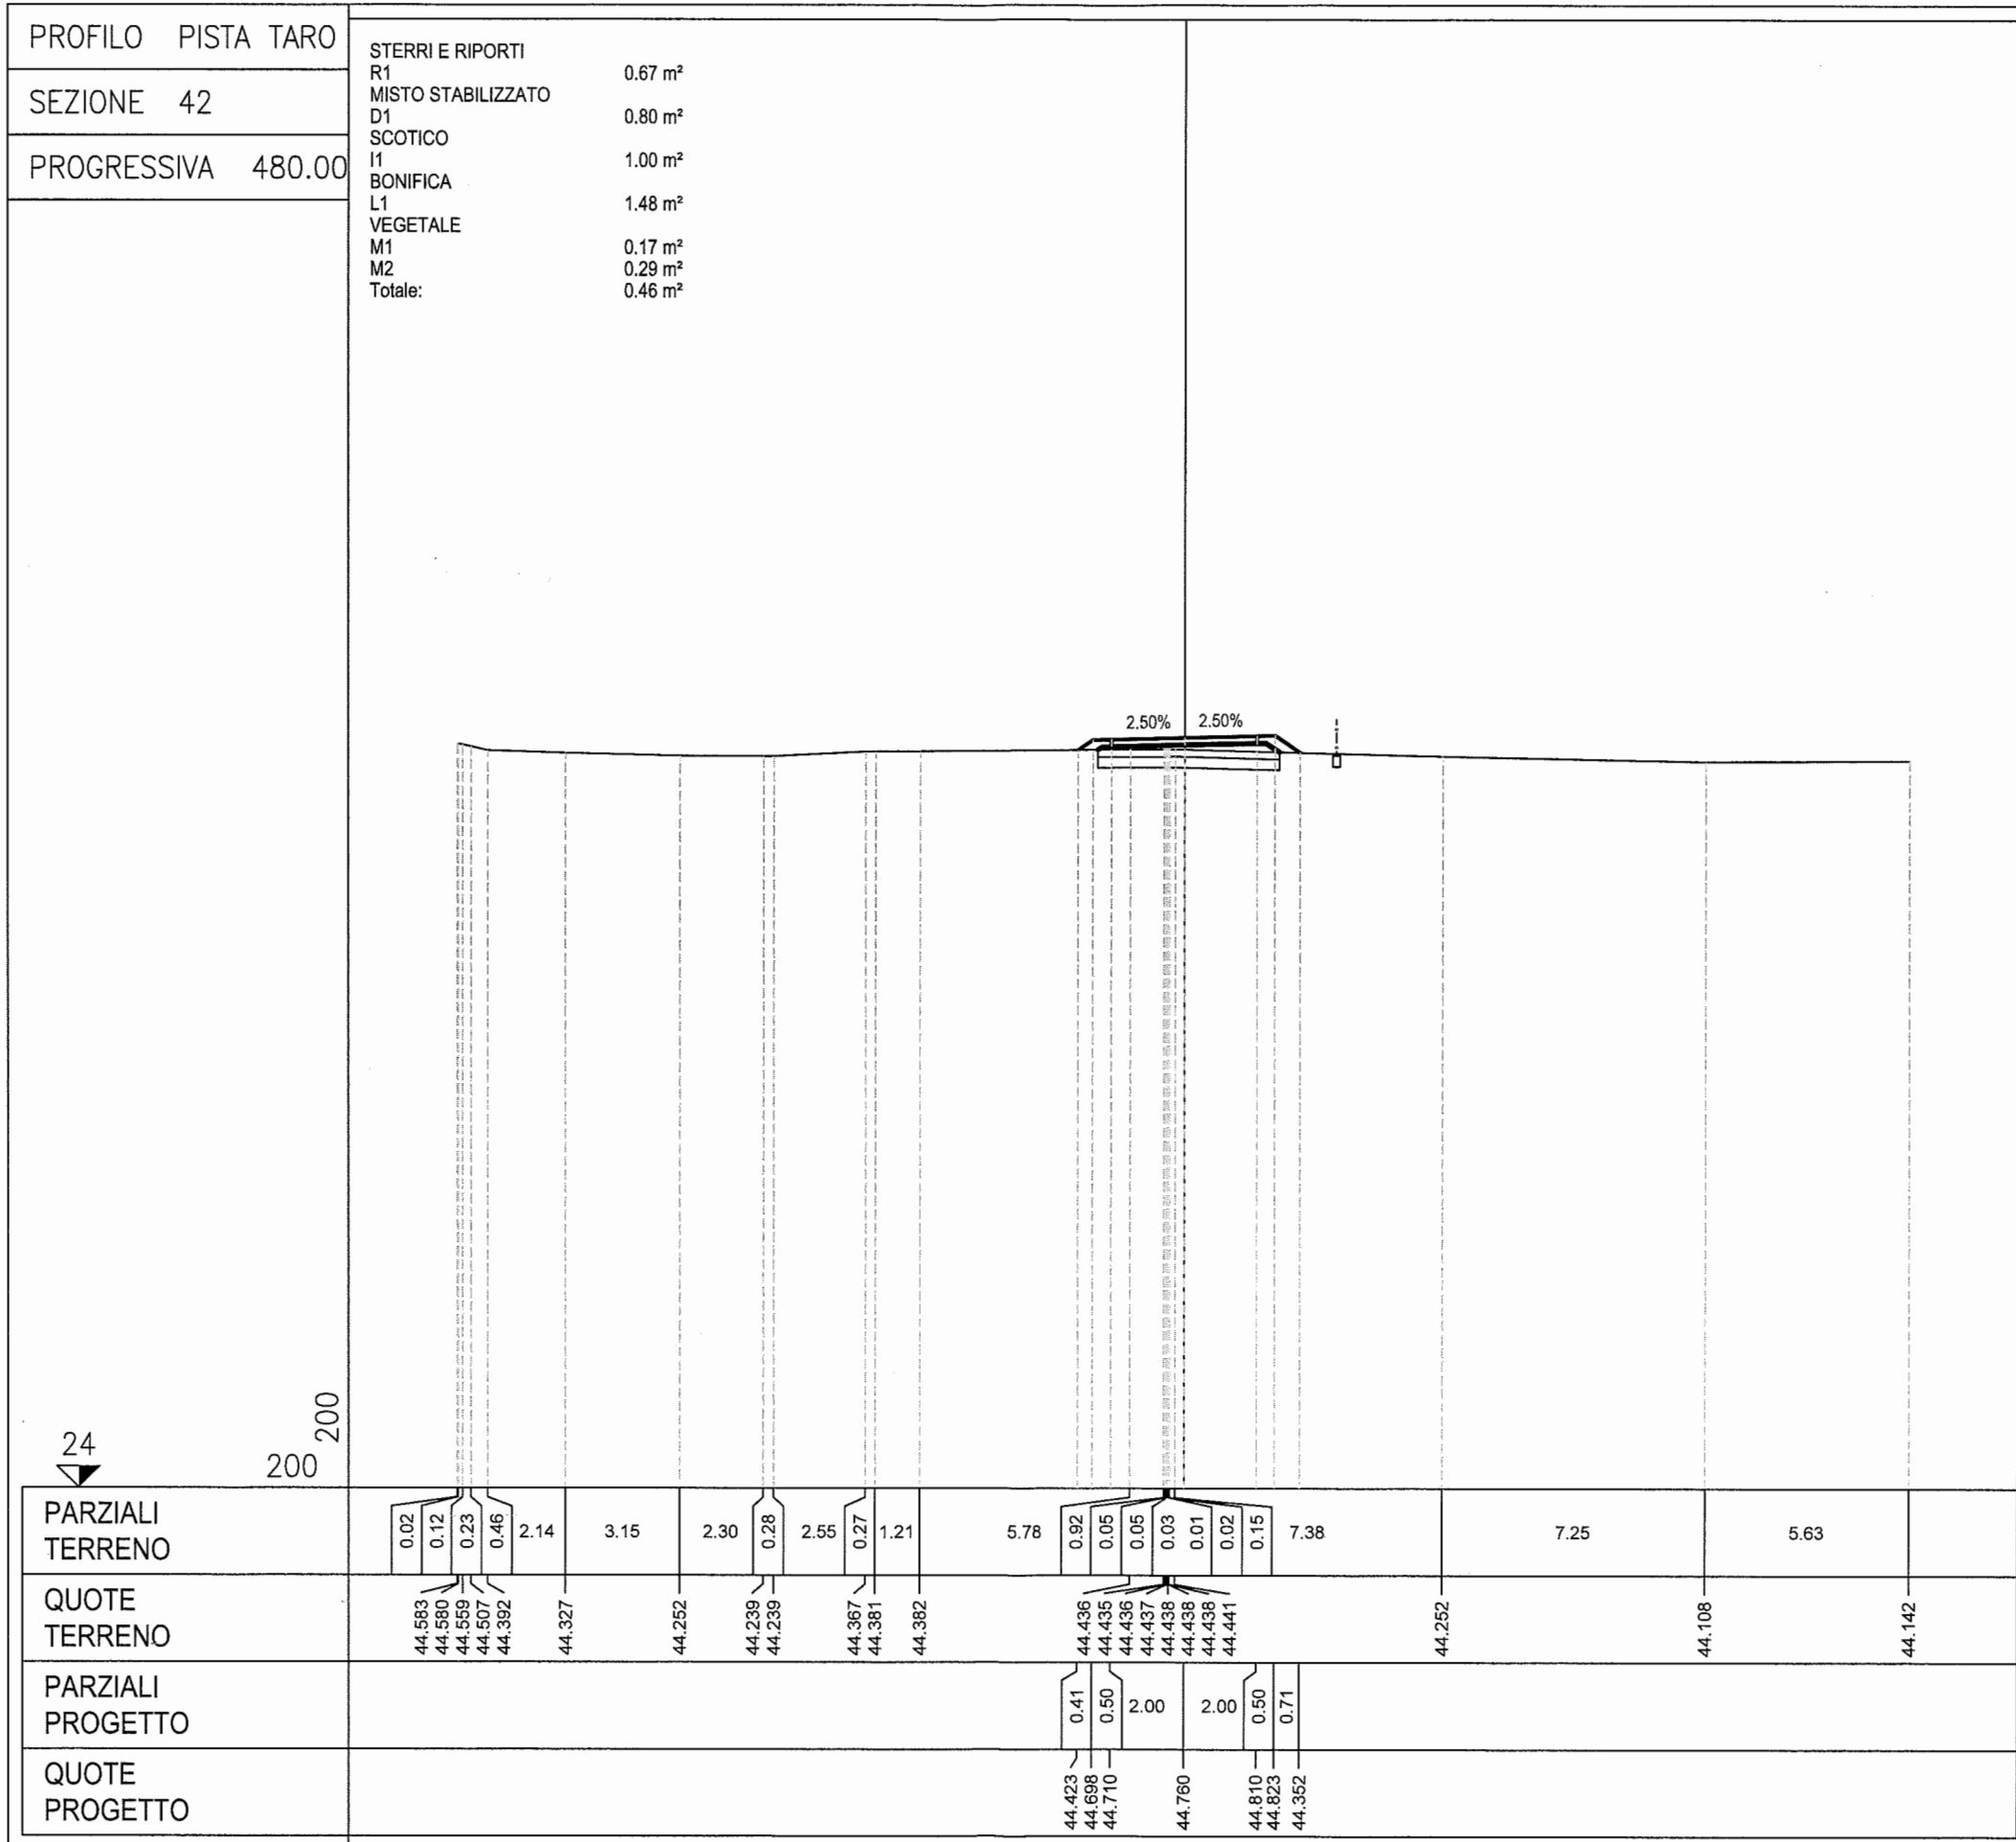 PROFILO PISTA TARO
SEZIONE 42
PROGRESSIVA 480.00
STERRI E RIPORTI
R1 0.67 m²
MISTO STABILIZZATO
D1 0.80 m²
SCOTICO
I1 1.00 m²
BONIFICA
L1 1.48 m²
VEGETALE
M1 0.17 m²
M2 0.29 m²
Totale: 0.46 m²
2.50% 2.50%
200
24
200
PARZIALI
TERRENO
0.02 0.12 0.23 0.46 2.14 3.15 2.30 0.28 2.55 0.27 1.21 5.78 0.92 0.05 0.05 0.03 0.01 0.02 0.15 7.38 7.25 5.63
QUOTE
TERRENO
44.583 44.580 44.559 44.507 44.392 44.327 44.252 44.239 44.239 44.367 44.381 44.382 44.436 44.435 44.436 44.437 44.438 44.438 44.438 44.441 44.252 44.108 44.142
PARZIALI
PROGETTO
0.41 0.50 2.00 2.00 0.50 0.71
QUOTE
PROGETTO
44.423 44.698 44.710 44.760 44.810 44.823 44.352